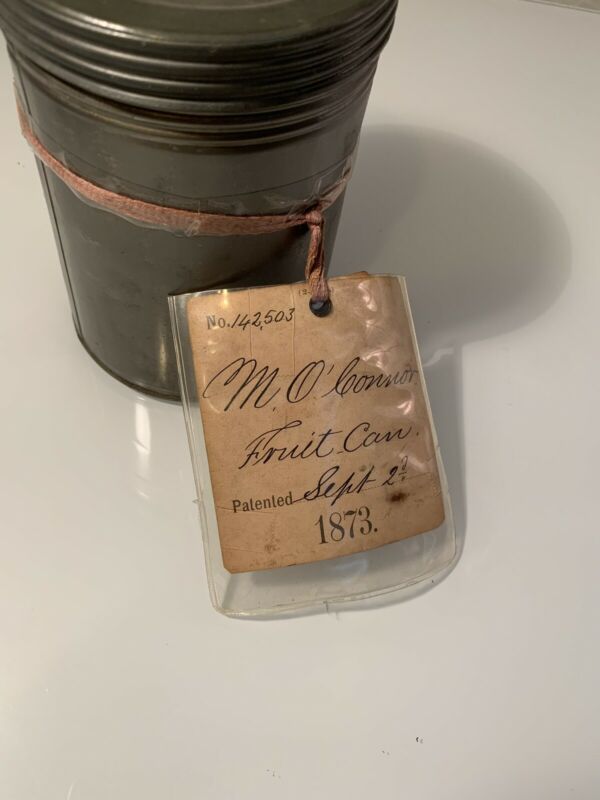 No. 142,503
M. O'Connor.
Fruit Can.
Patented Sept 2d
1873.